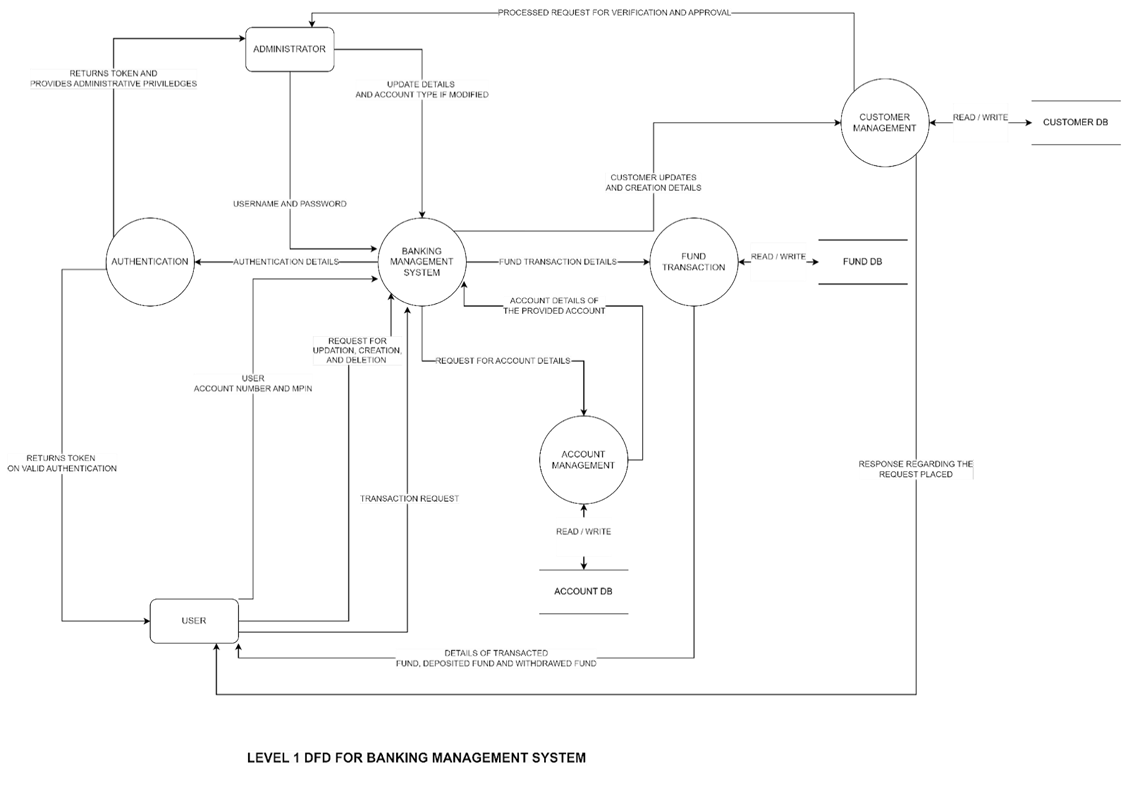 PROCESSED REQUEST FOR VERIFICATION AND APPROVAL
ADMINISTRATOR
RETURNS TOKEN AND
PROVIDES ADMINISTRATIVE PRIVILEDGES
UPDATE DETAILS
AND ACCOUNT TYPE IF MODIFIED
CUSTOMER
MANAGEMENT
READ / WRITE
CUSTOMER DB
CUSTOMER UPDATES
AND CREATION DETAILS
USERNAME AND PASSWORD
AUTHENTICATION
AUTHENTICATION DETAILS
BANKING
MANAGEMENT
SYSTEM
FUND TRANSACTION DETAILS
FUND
TRANSACTION
READ / WRITE
FUND DB
ACCOUNT DETAILS OF
THE PROVIDED ACCOUNT
REQUEST FOR
UPDATION, CREATION,
AND DELETION
REQUEST FOR ACCOUNT DETAILS
USER
ACCOUNT NUMBER AND MPIN
RETURNS TOKEN
ON VALID AUTHENTICATION
ACCOUNT
MANAGEMENT
RESPONSE REGARDING THE
REQUEST PLACED
TRANSACTION REQUEST
READ / WRITE
ACCOUNT DB
USER
DETAILS OF TRANSACTED
FUND, DEPOSITED FUND AND WITHDRAWED FUND
LEVEL 1 DFD FOR BANKING MANAGEMENT SYSTEM